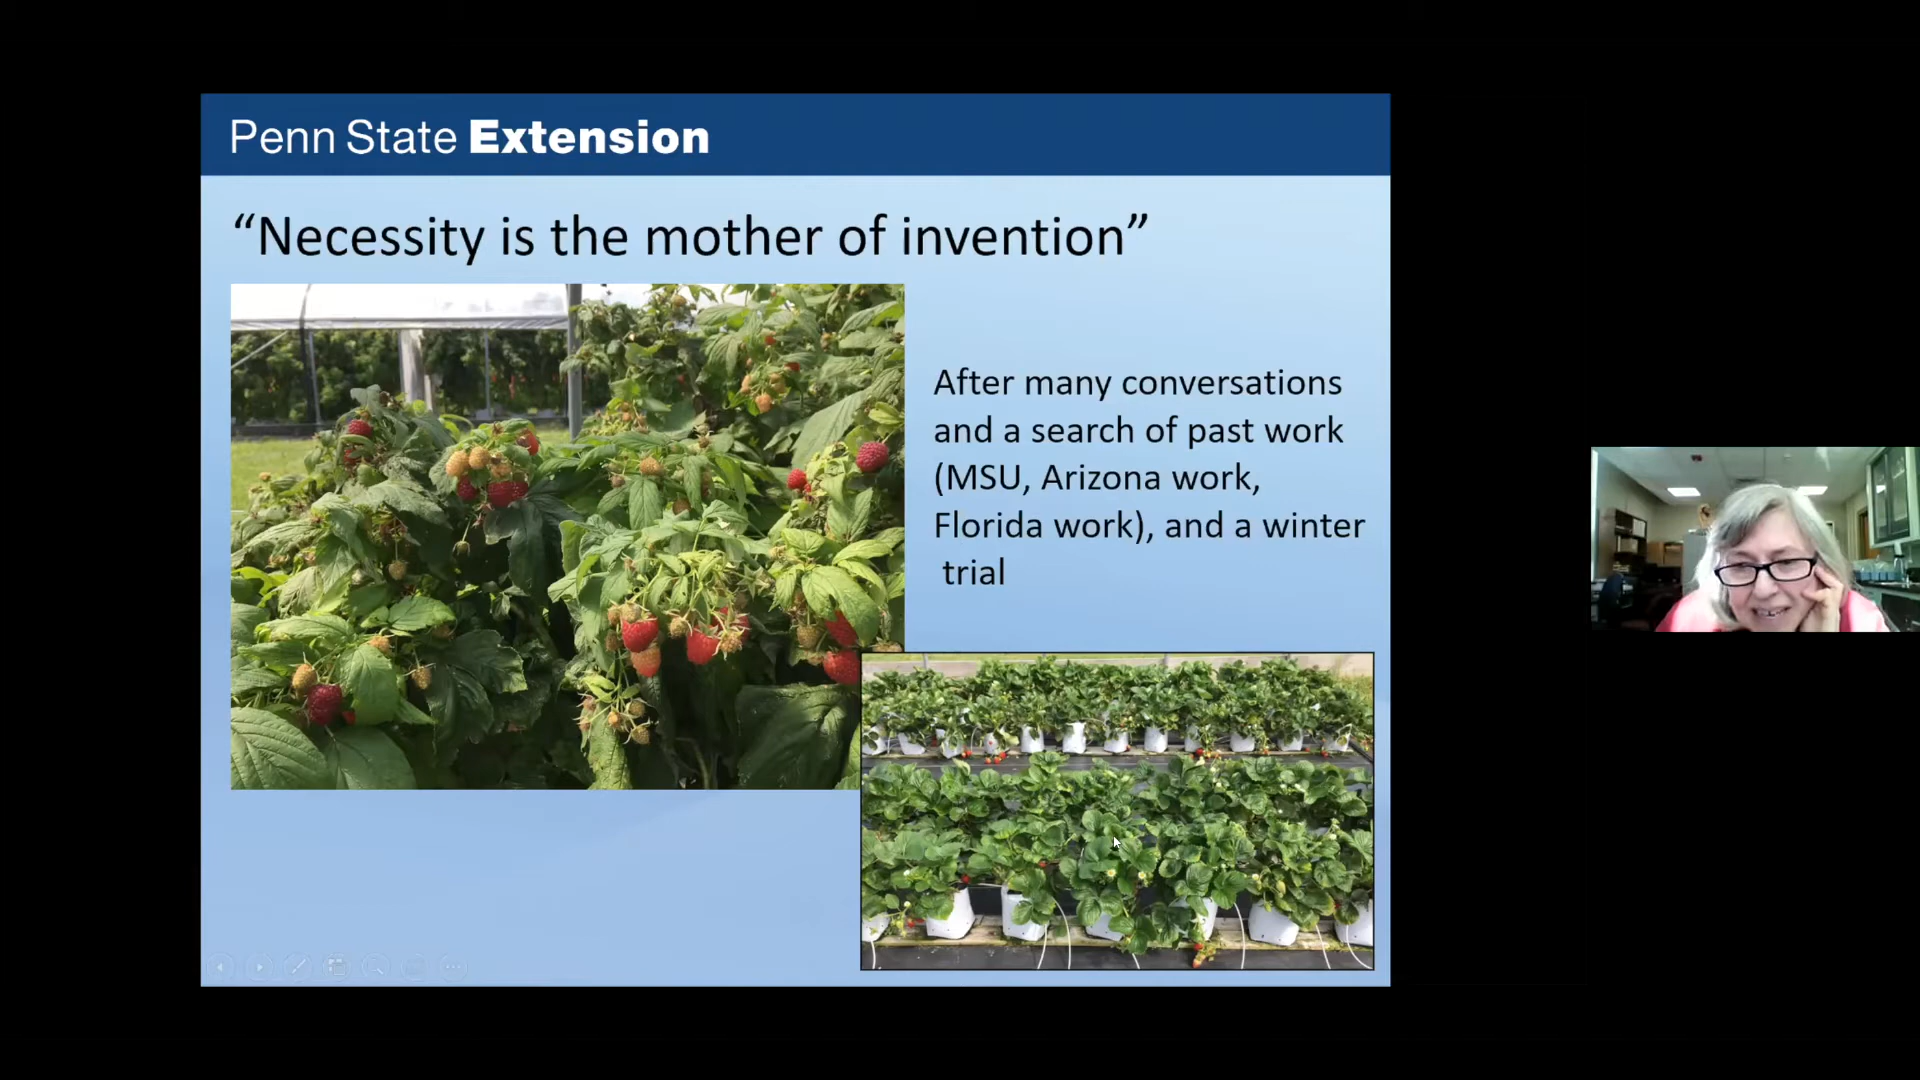 Penn State Extension
“Necessity is the mother of invention”
After many conversations
and a search of past work
(MSU, Arizona work,
Florida work), and a winter
trial